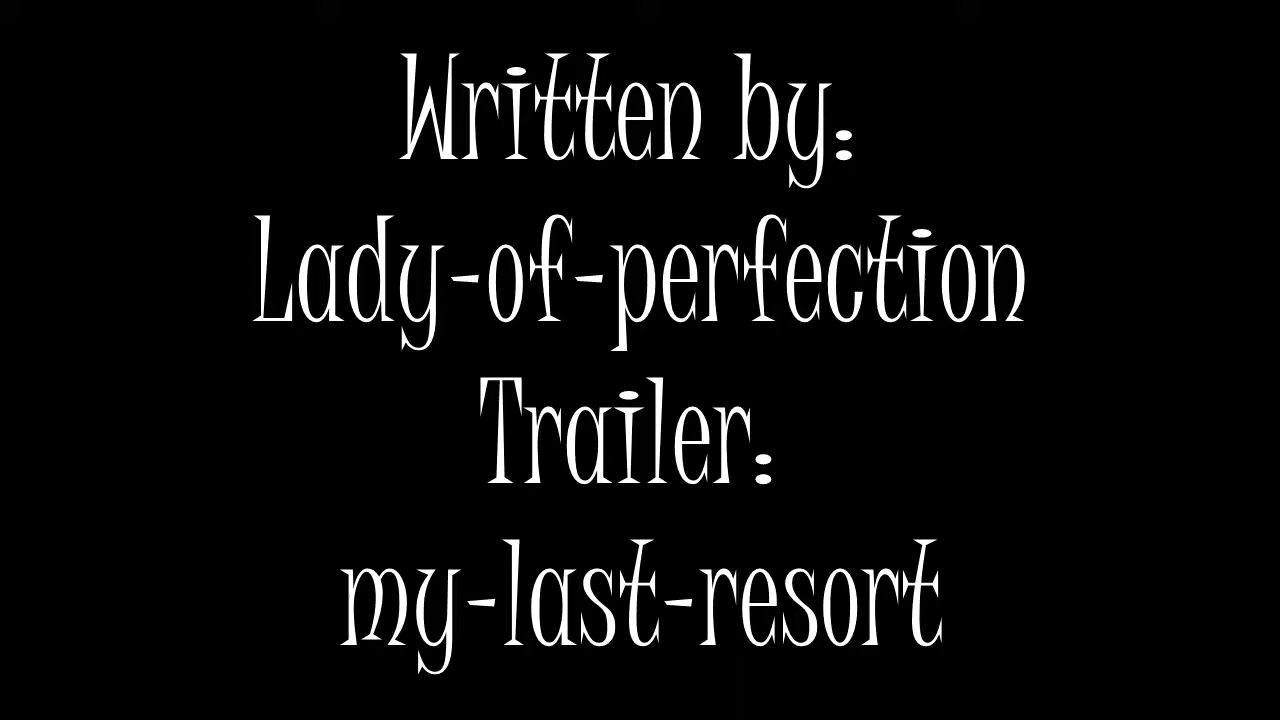 Written by:
Lady-of-perfection
Trailer:
my-last-resort